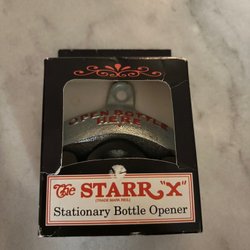 OPEN BOTTLE
HERE
The STARR "X"
(TRADE MARK REG.)
Stationary Bottle Opener